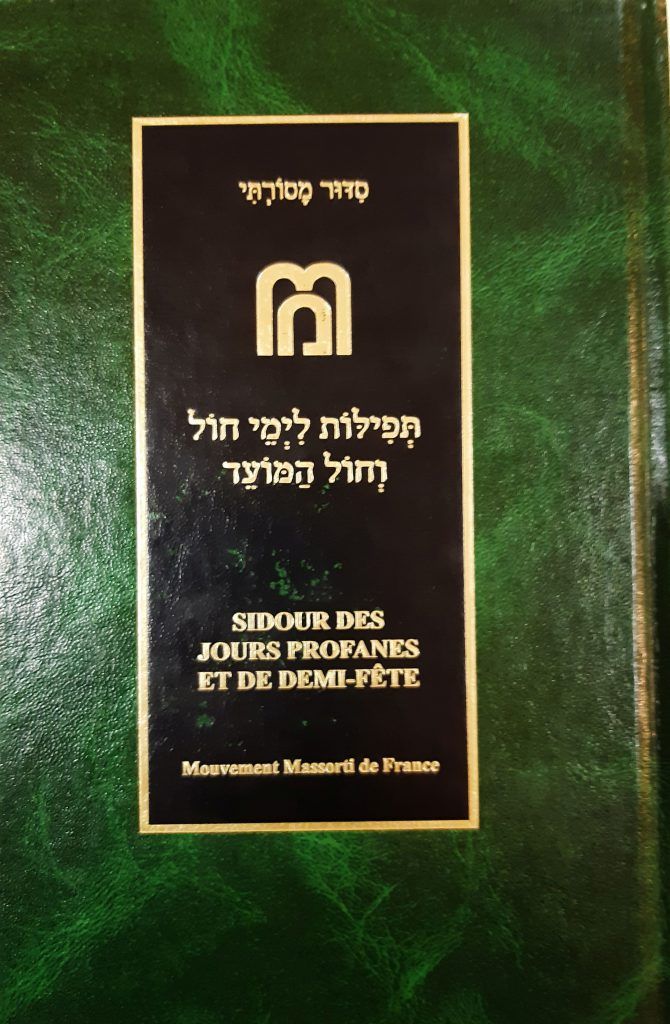 סִדּוּר מָסוֹרְתִּי
תְּפִילּוֹת לִימֵי חוֹל
וְחוֹל הַמּוֹעֵד
SIDOUR DES
JOURS PROFANES
ET DE DEMI-FÊTE
Mouvement Massorti de France